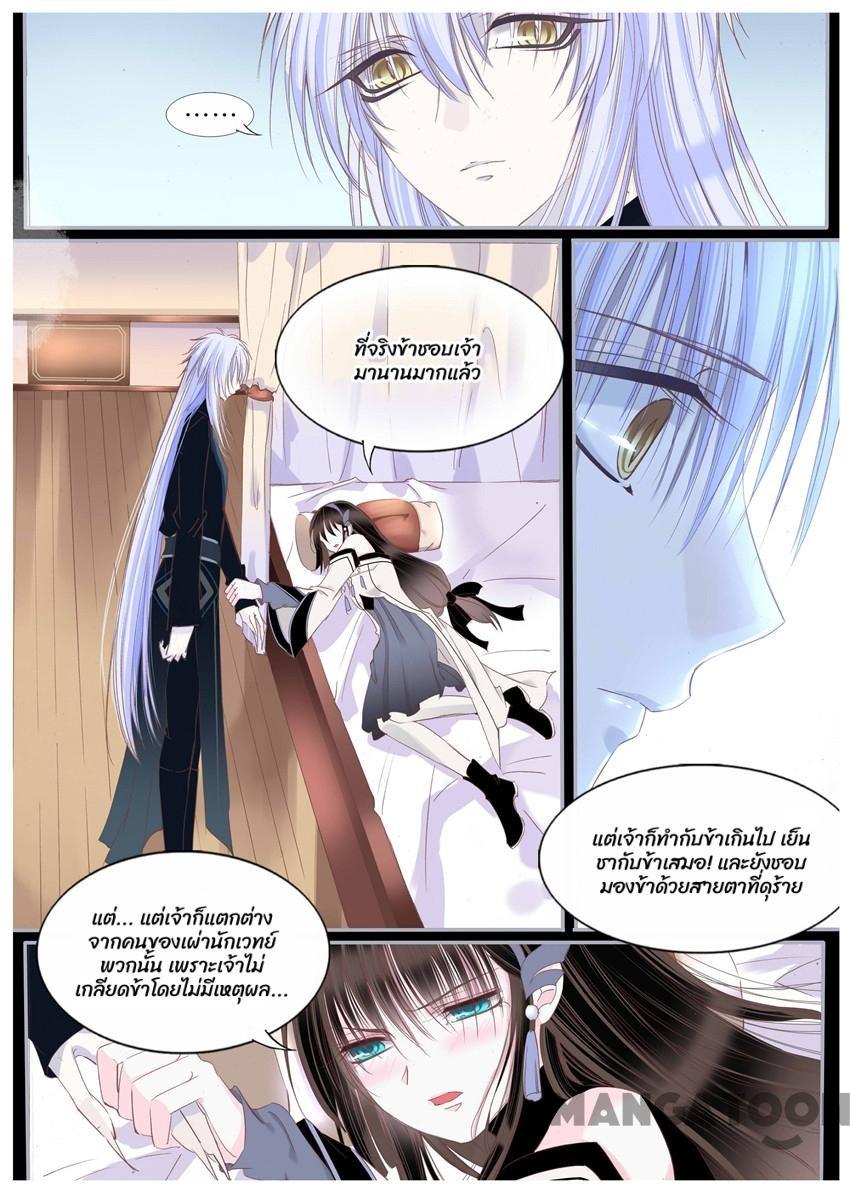 ......
ที่จริงข้าชอบเจ้า
มานานมากแล้ว
แต่เจ้าก็ทำกับข้าเกินไป เย็น
ชากับข้าเสมอ! และยังชอบ
มองข้าด้วยสายตาที่ดุร้าย
แต่... แต่เจ้าก็แตกต่าง
จากคนของเผ่านักเวทย์
พวกนั้น เพราะเจ้าไม่
เกลียดข้าโดยไม่มีเหตุผล...
MANGATOON